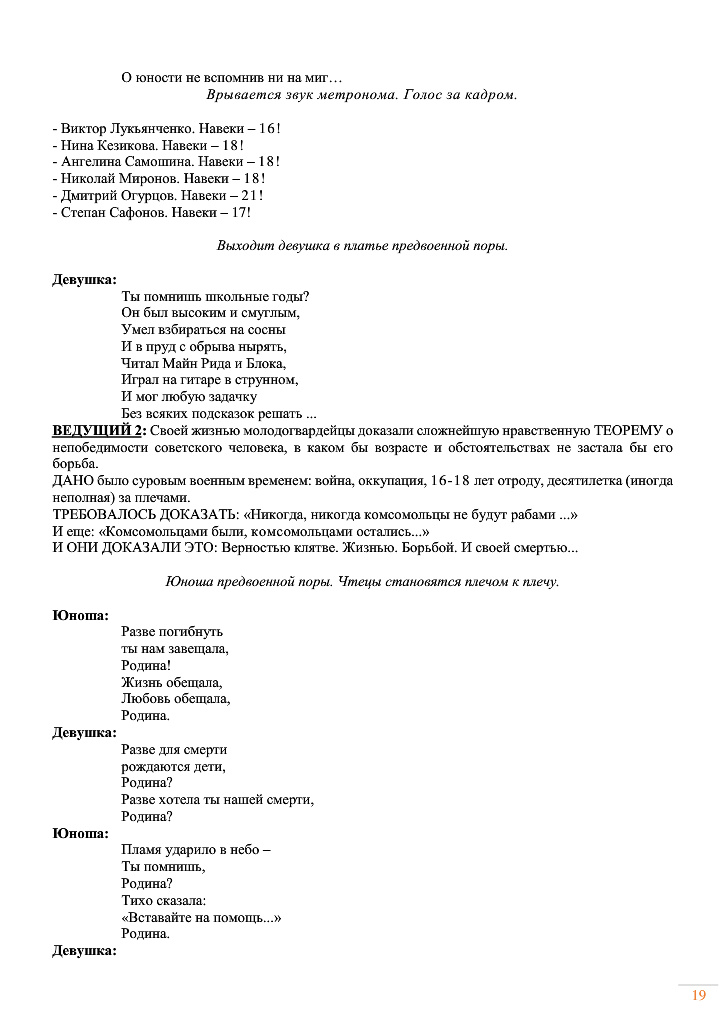 О юности не вспомнив ни на миг…
Врывается звук метронома. Голос за кадром.
- Виктор Лукьянченко. Навеки – 16!
- Нина Кезикова. Навеки – 18!
- Ангелина Самошина. Навеки – 18!
- Николай Миронов. Навеки – 18!
- Дмитрий Огурцов. Навеки – 21!
- Степан Сафонов. Навеки – 17!
Выходит девушка в платье предвоенной поры.
Девушка:
Ты помнишь школьные годы?
Он был высоким и смуглым,
Умел взбираться на сосны
И в пруд с обрыва нырять,
Читал Майн Рида и Блока,
Играл на гитаре в струнном,
И мог любую задачку
Без всяких подсказок решать ...
ВЕДУЩИЙ 2: Своей жизнью молодогвардейцы доказали сложнейшую нравственную ТЕОРЕМУ о
непобедимости советского человека, в каком бы возрасте и обстоятельствах не застала бы его
борьба.
ДАНО было суровым военным временем: война, оккупация, 16-18 лет отроду, десятилетка (иногда
неполная) за плечами.
ТРЕБОВАЛОСЬ ДОКАЗАТЬ: «Никогда, никогда комсомольцы не будут рабами ...»
И еще: «Комсомольцами были, комсомольцами остались...»
И ОНИ ДОКАЗАЛИ ЭТО: Верностью клятве. Жизнью. Борьбой. И своей смертью...
Юноша предвоенной поры. Чтецы становятся плечом к плечу.
Юноша:
Разве погибнуть
ты нам завещала,
Родина!
Жизнь обещала,
Любовь обещала,
Родина.
Девушка:
Разве для смерти
рождаются дети,
Родина?
Разве хотела ты нашей смерти,
Родина?
Юноша:
Пламя ударило в небо –
Ты помнишь,
Родина?
Тихо сказала:
«Вставайте на помощь...»
Родина.
Девушка:
19